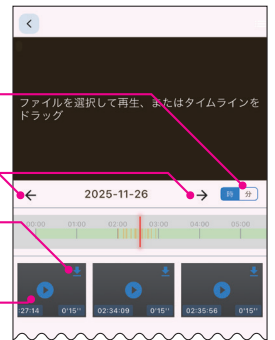 ファイルを選択して再生、またはタイムラインを
ドラッグ
← 2025-11-26 → 時 分
00:00 01:00 02:00 03:00 04:00 05:00
:27:14 0'15'' 02:34:09 0'15'' 02:35:56 0'15''